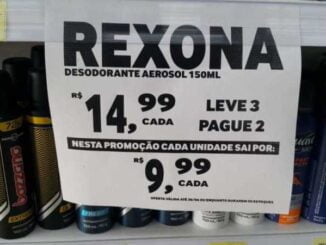 REXONA
DESODORANTE AEROSOL 150ML
R$ 14,99 CADA
LEVE 3
PAGUE 2
NESTA PROMOÇÃO CADA UNIDADE SAI POR:
R$ 9,99 CADA